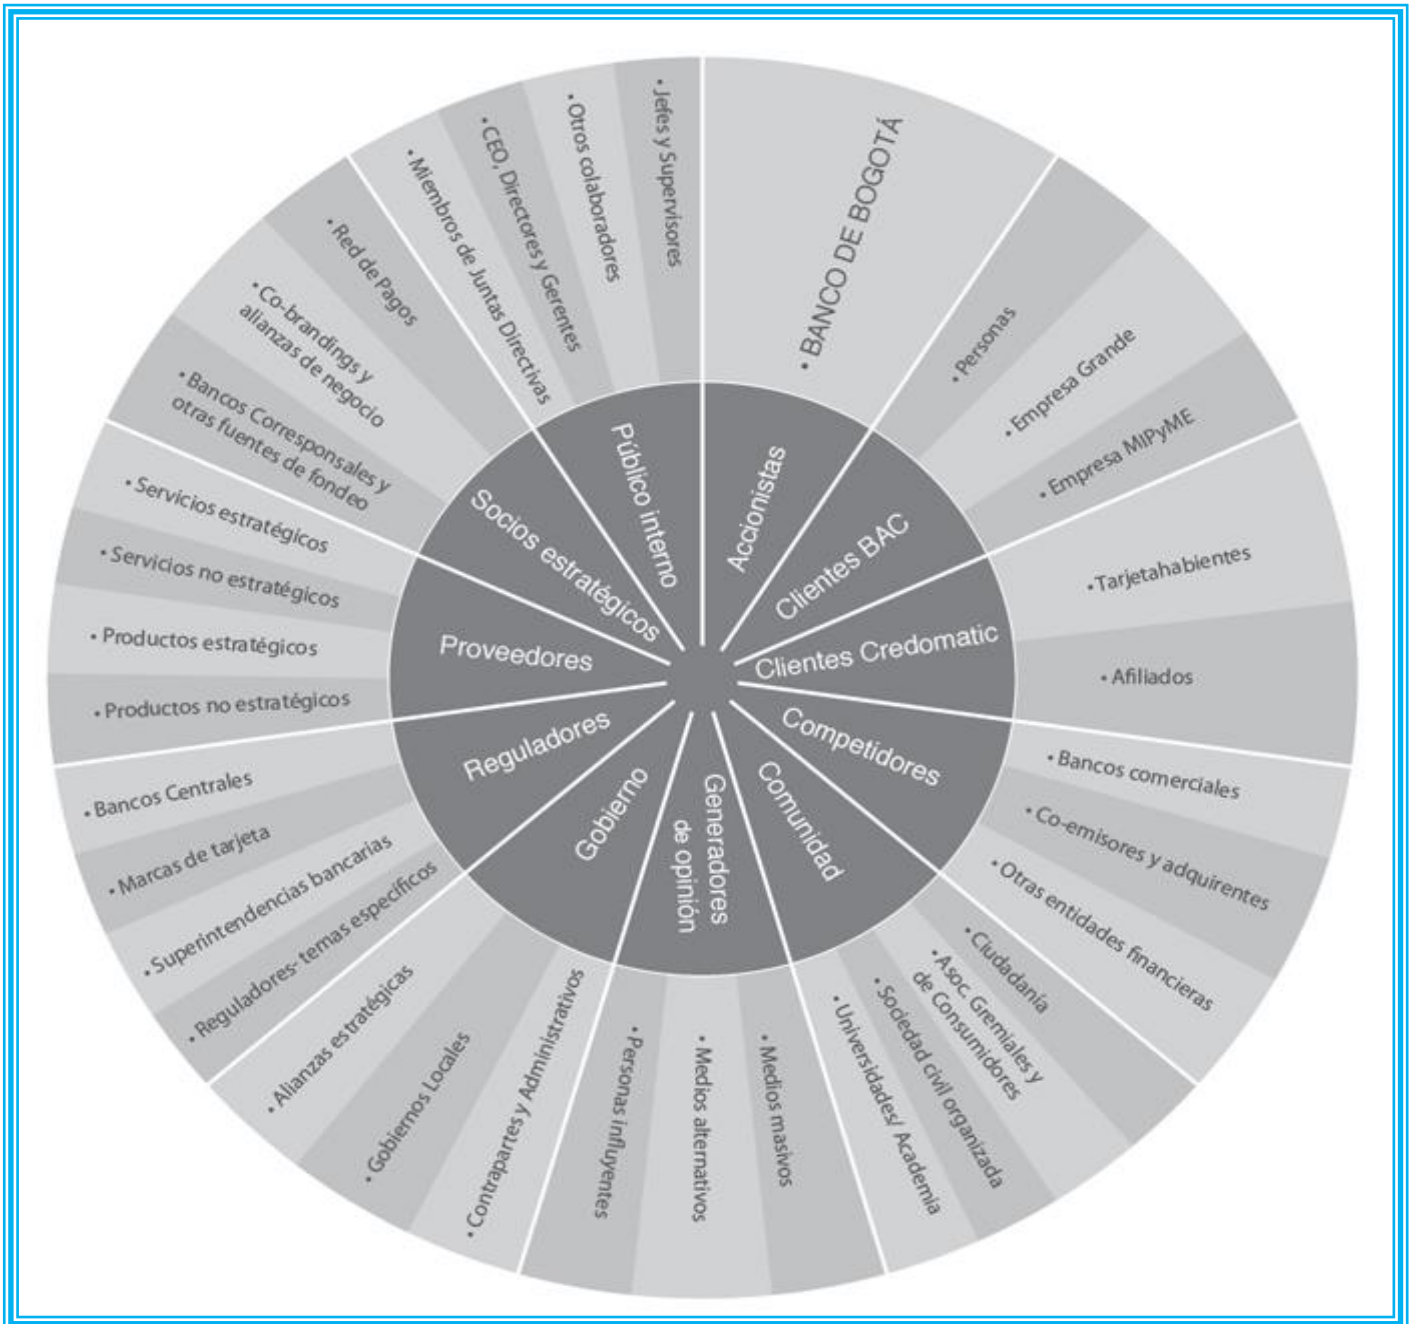 Accionistas
• BANCO DE BOGOTÁ
Clientes BAC
• Personas
• Empresa Grande
• Empresa MIPyME
Clientes Credomatic
• Tarjetahabientes
• Afiliados
Competidores
• Bancos comerciales
• Co-emisores y adquirentes
• Otras entidades financieras
Comunidad
• Ciudadanía
• Asoc. Gremiales y
de Consumidores
• Sociedad civil organizada
• Universidades/ Academia
Generadores
de opinión
• Medios masivos
• Medios alternativos
• Personas influyentes
Gobierno
• Contrapartes y Administrativos
• Gobiernos Locales
• Alianzas estratégicas
Reguladores
• Reguladores- temas específicos
• Superintendencias bancarias
• Marcas de tarjeta
• Bancos Centrales
Proveedores
• Productos no estratégicos
• Productos estratégicos
• Servicios no estratégicos
• Servicios estratégicos
Socios estratégicos
• Bancos Corresponsales y
otras fuentes de fondeo
• Co-brandings y
alianzas de negocio
• Red de Pagos
Público interno
• Miembros de Juntas Directivas
• CEO, Directores y Gerentes
• Otros colaboradores
• Jefes y Supervisores